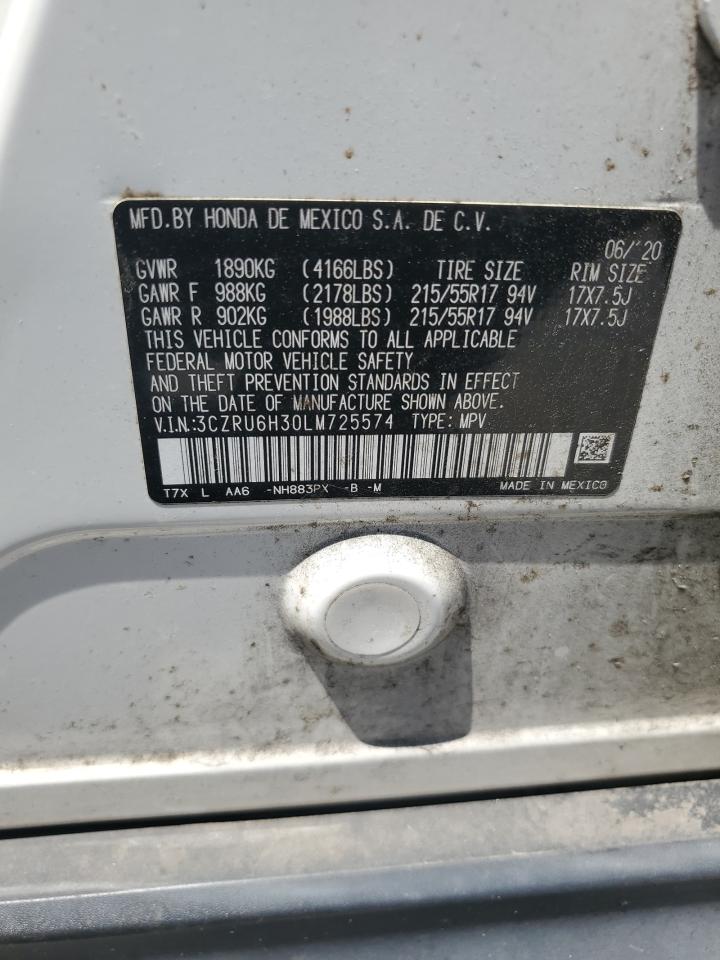 MFD.BY HONDA DE MEXICO S.A. DE C.V.
06/'20
GVWR 1890KG (4166LBS) TIRE SIZE RIM SIZE
GAWR F 988KG (2178LBS) 215/55R17 94V 17X7.5J
GAWR R 902KG (1988LBS) 215/55R17 94V 17X7.5J
THIS VEHICLE CONFORMS TO ALL APPLICABLE
FEDERAL MOTOR VEHICLE SAFETY
AND THEFT PREVENTION STANDARDS IN EFFECT
ON THE DATE OF MANUFACTURE SHOWN ABOVE.
V.I.N.:3CZRU6H30LM725574 TYPE: MPV
T7X L AA6 -NH883PX -B -M MADE IN MEXICO